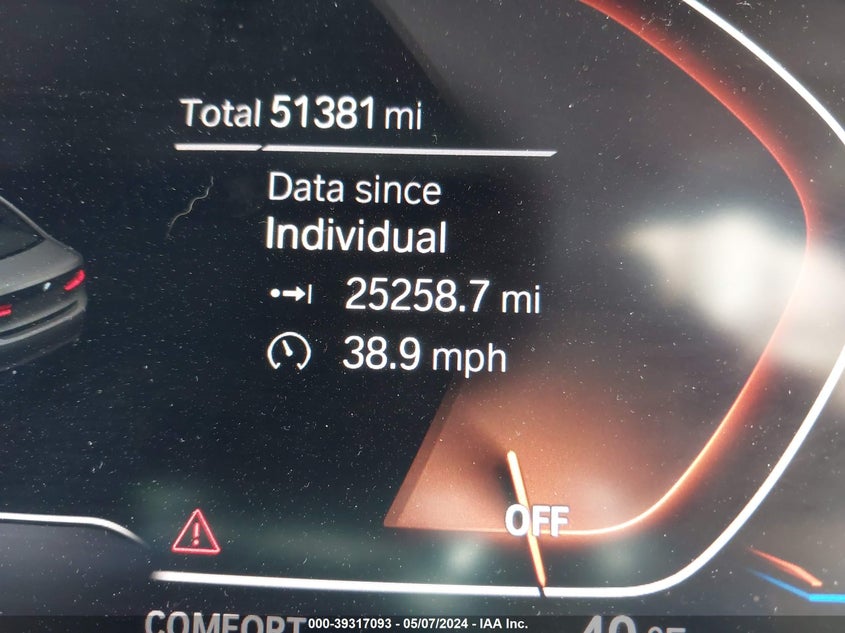 Total 51381 mi
Data since
Individual
25258.7 mi
38.9 mph
OFF
COMFORT
000-39317093 - 05/07/2024 - IAA Inc.